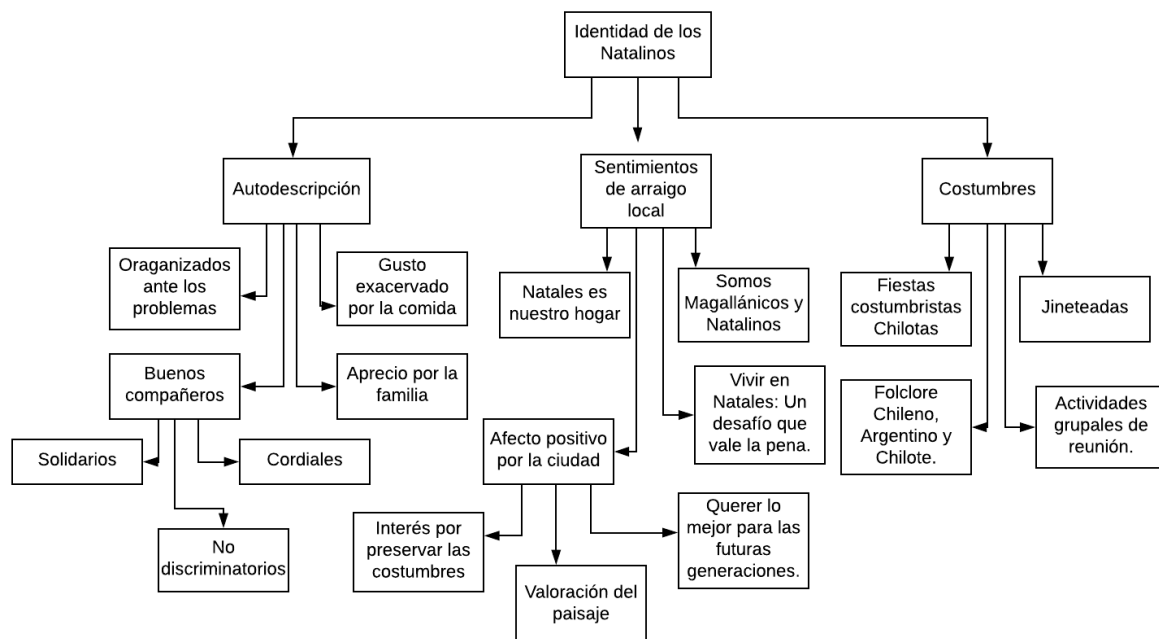 Identidad de los
Natalinos
Autodescripción
Sentimientos
de arraigo
local
Costumbres
Oraganizados
ante los
problemas
Gusto
exacervado
por la comida
Natales es
nuestro hogar
Somos
Magallánicos y
Natalinos
Fiestas
costumbristas
Chilotas
Jineteadas
Buenos
compañeros
Aprecio por la
familia
Vivir en
Natales: Un
desafío que
vale la pena.
Folclore
Chileno,
Argentino y
Chilote.
Actividades
grupales de
reunión.
Solidarios
Cordiales
Afecto positivo
por la ciudad
No
discriminatorios
Interés por
preservar las
costumbres
Valoración del
paisaje
Querer lo
mejor para las
futuras
generaciones.